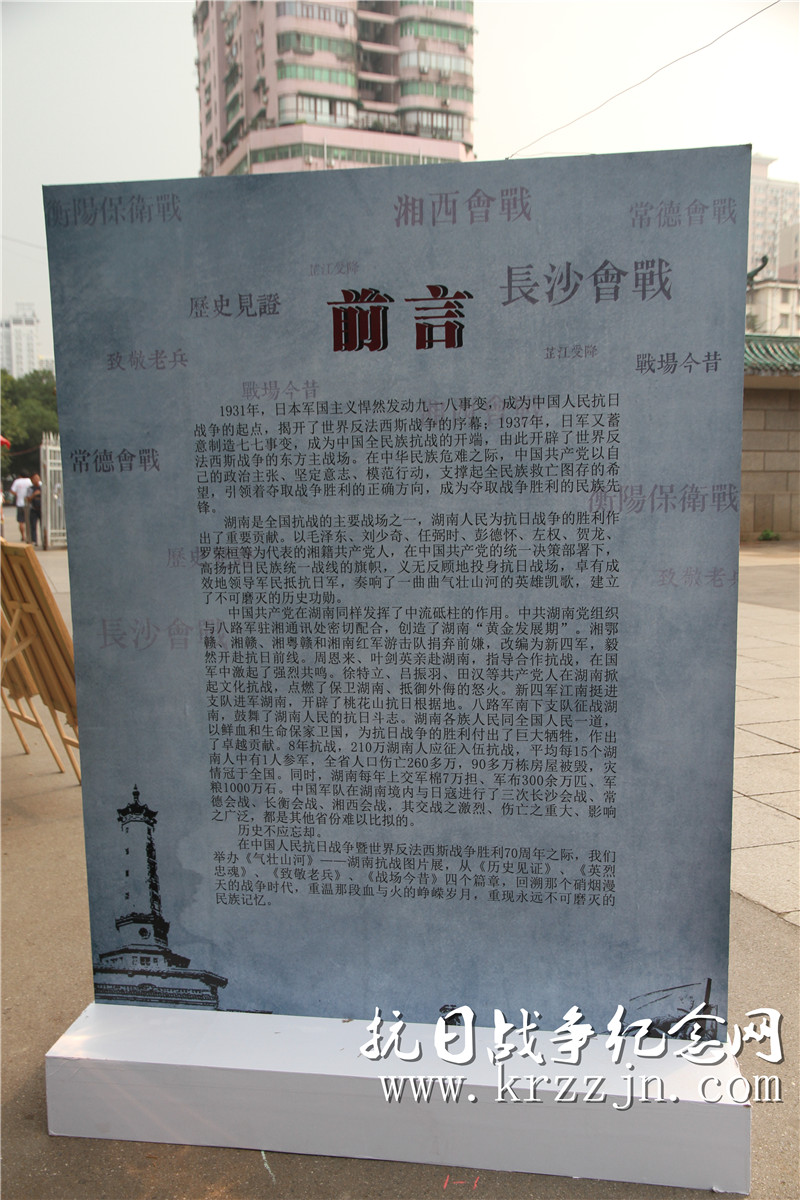 衡陽保衛戰
湘西會戰
常德會戰
芷江受降
長沙會戰
歷史見證
前言
致敬老兵
芷江受降
戰場今昔
戰場今昔
1931年，日本军国主义悍然发动九一八事变，成为中国人民抗日
战争的起点，揭开了世界反法西斯战争的序幕；1937年，日军又蓄
意制造七七事变，成为中国全民族抗战的开端，由此开辟了世界反
法西斯战争的东方主战场。在中华民族危难之际，中国共产党以自
己的政治主张、坚定意志、模范行动，支撑起全民族救亡图存的希
望，引领着夺取战争胜利的正确方向，成为夺取战争胜利的民族先
锋。
常德會戰
衡陽保衛戰
湖南是全国抗战的主要战场之一，湖南人民为抗日战争的胜利作
出了重要贡献。以毛泽东、刘少奇、任弼时、彭德怀、左权、贺龙、
罗荣桓等为代表的湘籍共产党人，在中国共产党的统一决策部署下，
高扬抗日民族统一战线的旗帜，义无反顾地投身抗日战场，卓有成
效地领导军民抵抗日军，奏响了一曲曲气壮山河的英雄凯歌，建立
了不可磨灭的历史功勋。
致敬老兵
長沙會
中国共产党在湖南同样发挥了中流砥柱的作用。中共湖南党组织
与八路军驻湘通讯处密切配合，创造了湖南“黄金发展期”。湘鄂
赣、湘赣、湘粤赣和湘南红军游击队捐弃前嫌，改编为新四军，毅
然开赴抗日前线。周恩来、叶剑英亲赴湖南，指导合作抗战，在国
军中激起了强烈共鸣。徐特立、吕振羽、田汉等共产党人在湖南掀
起文化抗战，点燃了保卫湖南、抵御外侮的怒火。新四军江南挺进
支队进军湖南，开辟了桃花山抗日根据地。八路军南下支队征战湖
南，鼓舞了湖南人民的抗日斗志。湖南各族人民同全国人民一道，
以鲜血和生命保家卫国，为抗日战争的胜利付出了巨大牺牲，作出
了卓越贡献。8年抗战，210万湖南人应征入伍抗战，平均每15个湖
南人中有1人参军，全省人口伤亡260多万，90多万栋房屋被毁，灾
情冠于全国。同时，湖南每年上交军棉7万担、军布300余万匹、军
粮1000万石。中国军队在湖南境内与日寇进行了三次长沙会战、常
德会战、长衡会战、湘西会战，其交战之激烈、伤亡之重大、影响
之广泛，都是其他省份难以比拟的。
历史不应忘却。
在中国人民抗日战争暨世界反法西斯战争胜利70周年之际，我们
举办《气壮山河》——湖南抗战图片展，从《历史见证》、《英烈
忠魂》、《致敬老兵》、《战场今昔》四个篇章，回溯那个硝烟漫
天的战争时代，重温那段血与火的峥嵘岁月，重现永远不可磨灭的
民族记忆。
抗日战争纪念网
www.krzzjn.com
1-1